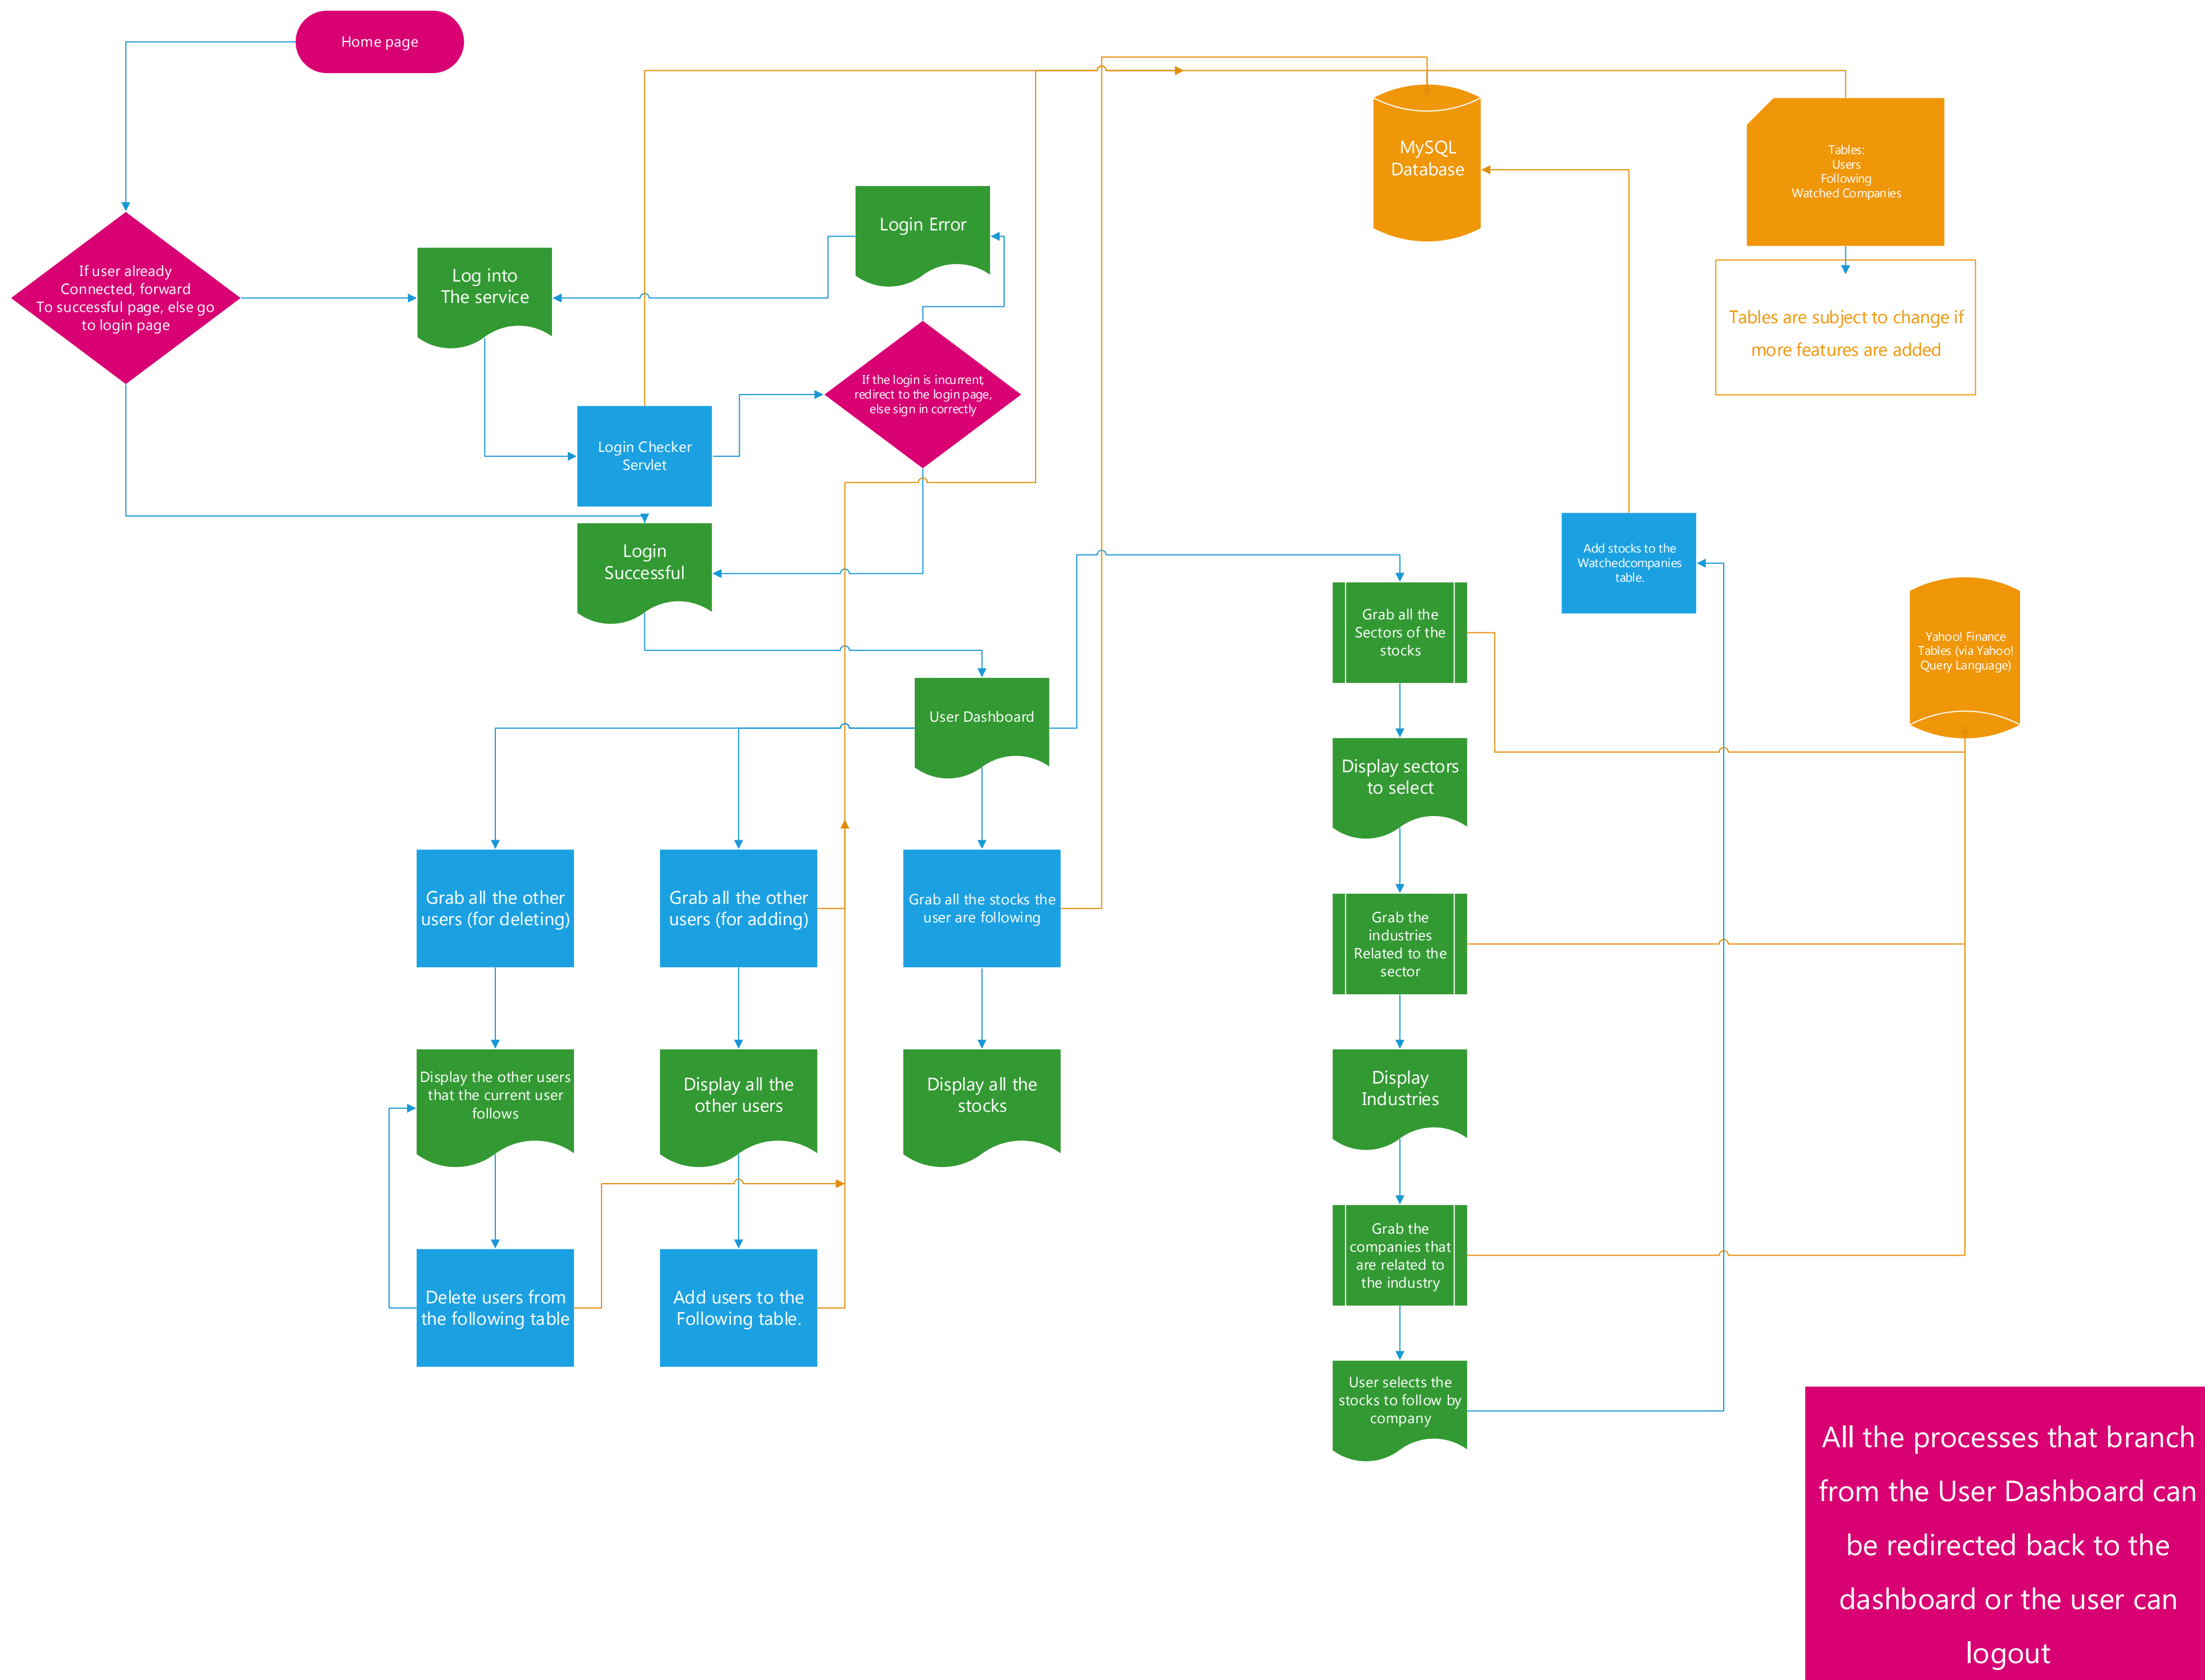 Home page
MySQL
Database
Tables:
Users
Following
Watched Companies
Login Error
If user already
Connected, forward
To successful page, else go
to login page
Log into
The service
Tables are subject to change if
more features are added
If the login is incurrent,
redirect to the login page,
else sign in correctly
Login Checker
Servlet
Login
Successful
Add stocks to the
Watchedcompanies
table.
Grab all the
Sectors of the
stocks
Yahoo! Finance
Tables (via Yahoo!
Query Language)
User Dashboard
Display sectors
to select
Grab all the other
users (for deleting)
Grab all the other
users (for adding)
Grab all the stocks the
user are following
Grab the
industries
Related to the
sector
Display the other users
that the current user
follows
Display all the
other users
Display all the
stocks
Display
Industries
Grab the
companies that
are related to
the industry
Delete users from
the following table
Add users to the
Following table.
User selects the
stocks to follow by
company
All the processes that branch
from the User Dashboard can
be redirected back to the
dashboard or the user can
logout